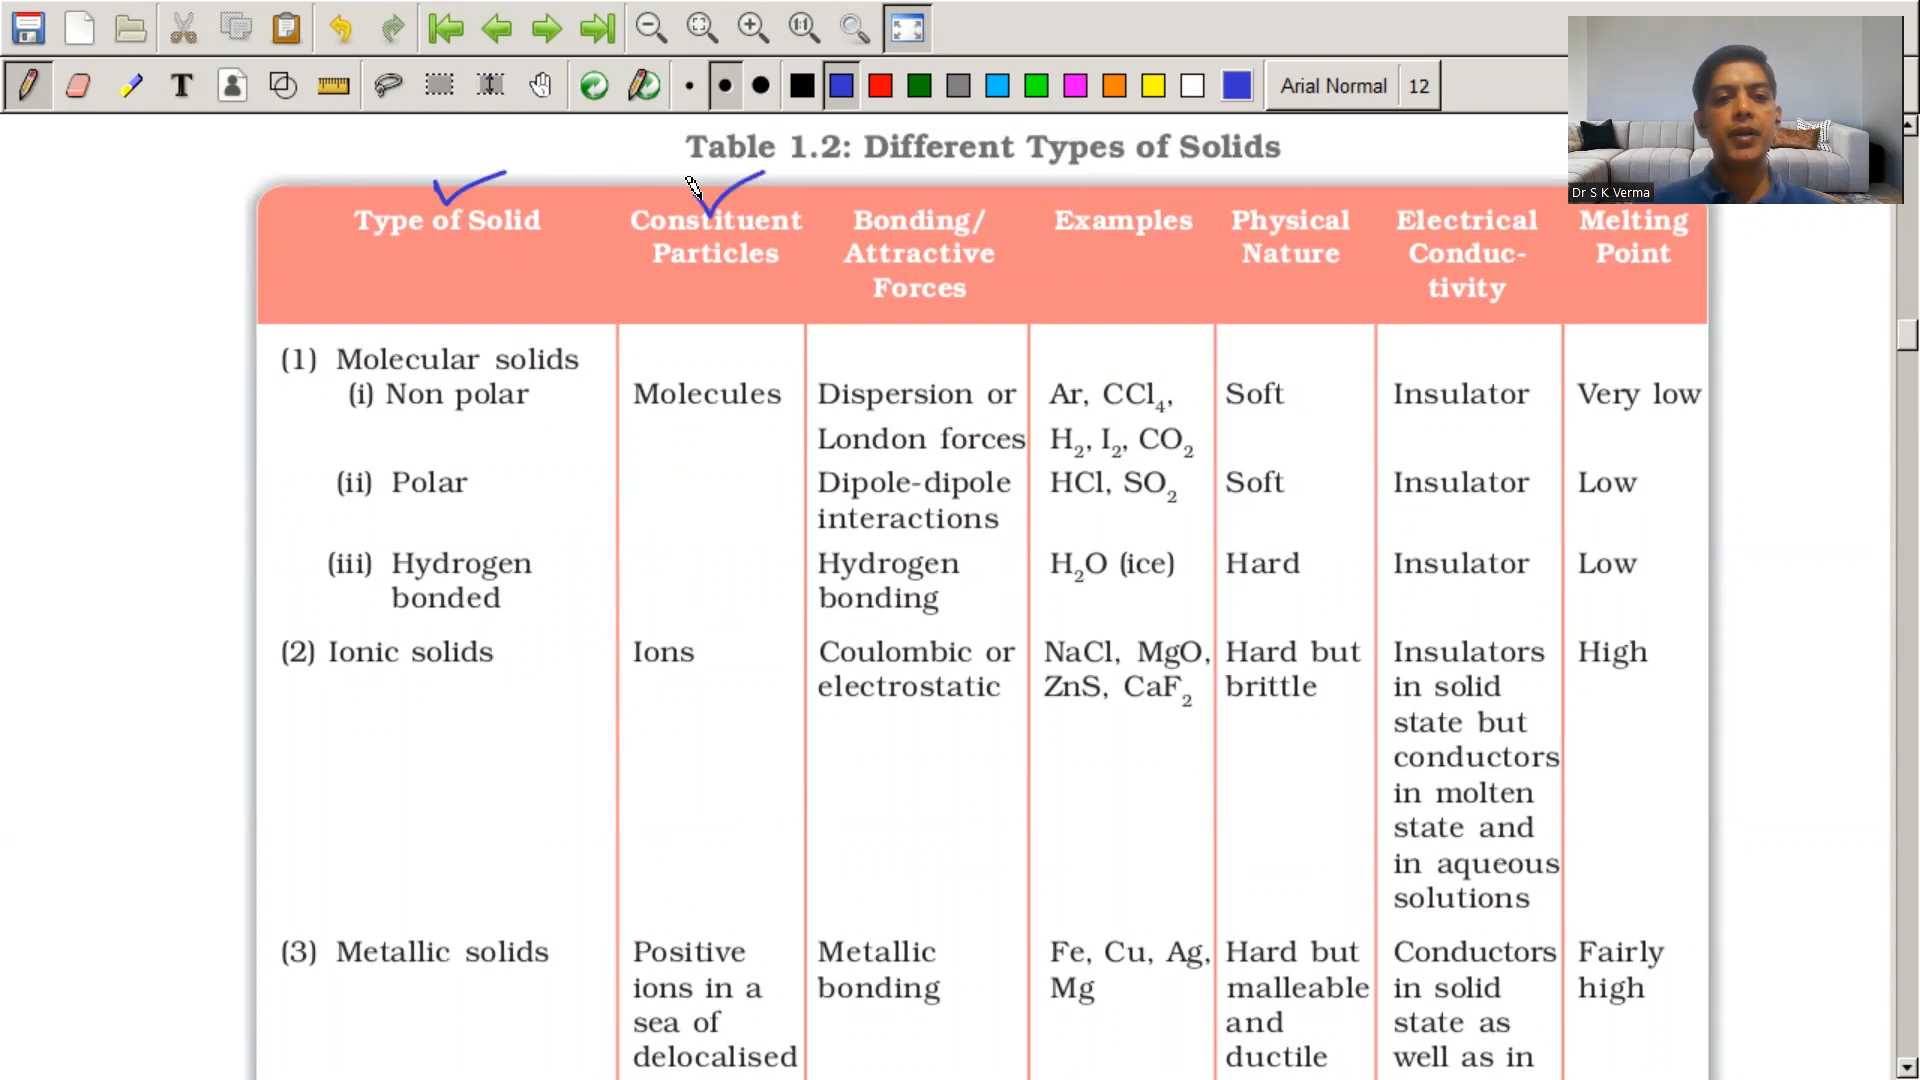 1:1
T
Arial Normal 12
Dr S K Verma
Table 1.2: Different Types of Solids
Type of Solid
Constituent Particles
Bonding/ Attractive Forces
Examples
Physical Nature
Electrical Conduc- tivity
Melting Point
(1) Molecular solids
(i) Non polar Molecules Dispersion or Ar, CCl₄, Soft Insulator Very low
London forces H₂, I₂, CO₂
(ii) Polar Dipole-dipole HCl, SO₂ Soft Insulator Low
interactions
(iii) Hydrogen Hydrogen H₂O (ice) Hard Insulator Low
bonded bonding
(2) Ionic solids Ions Coulombic or NaCl, MgO, Hard but Insulators High
electrostatic ZnS, CaF₂ brittle in solid
state but
conductors
in molten
state and
in aqueous
solutions
(3) Metallic solids Positive Metallic Fe, Cu, Ag, Hard but Conductors Fairly
ions in a bonding Mg malleable in solid high
sea of and state as
delocalised ductile well as in